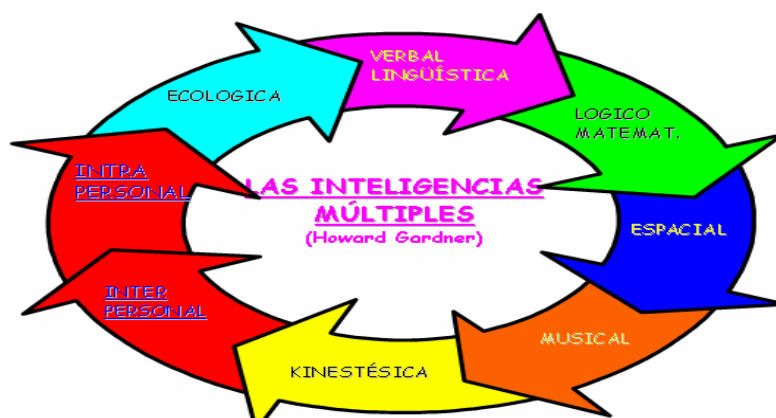 VERBAL
LINGÜÍSTICA
ECOLOGICA
LOGICO
MATEMAT.
INTRA
PERSONAL
LAS INTELIGENCIAS
MÚLTIPLES
(Howard Gardner)
ESPACIAL
INTER
PERSONAL
MUSICAL
KINESTÉSICA